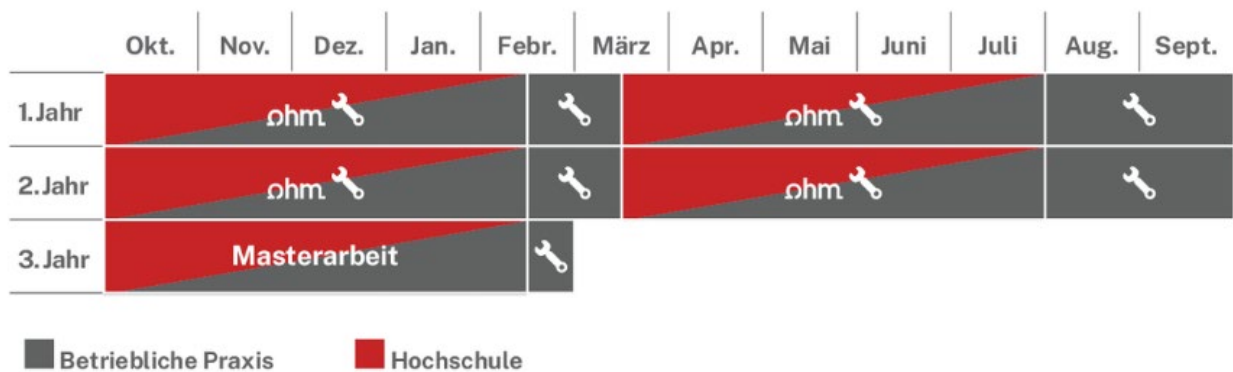 Okt. Nov. Dez. Jan. Febr. März Apr. Mai Juni Juli Aug. Sept.
1. Jahr ohm ohm
2. Jahr ohm ohm
3. Jahr Masterarbeit
Betriebliche Praxis Hochschule